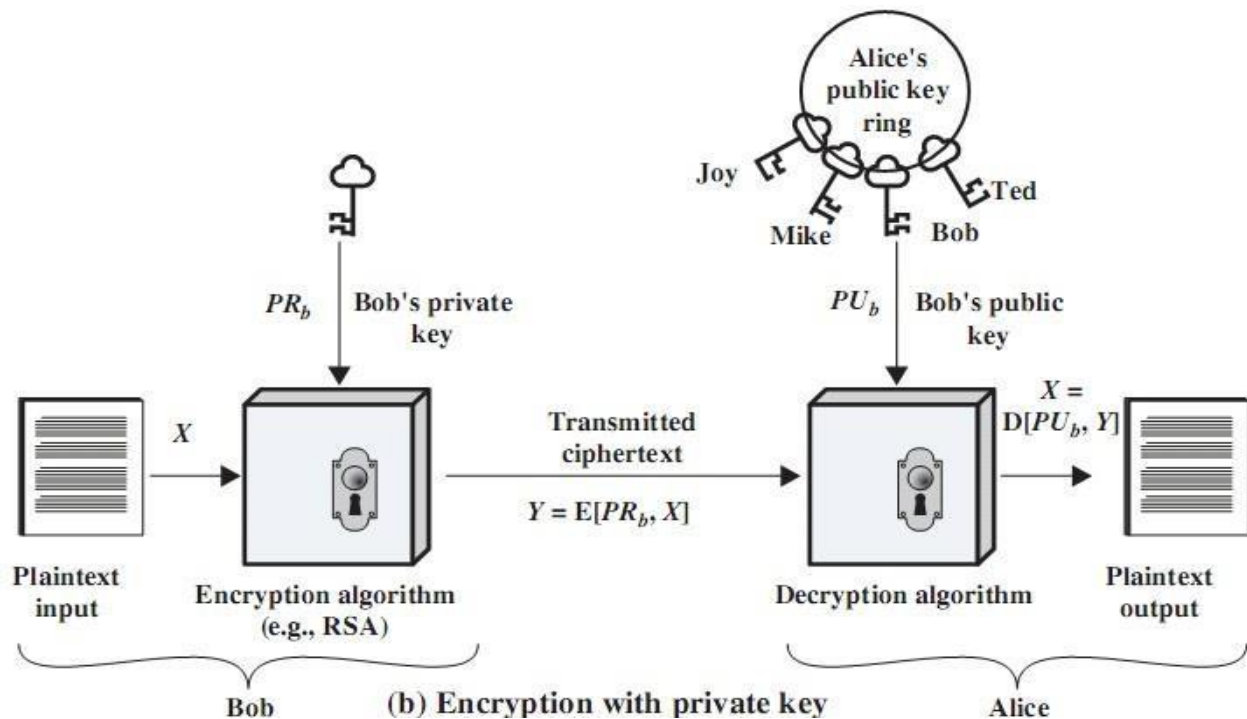 Alice's
public key
ring
Joy
Mike
Bob
Ted
PR_b
Bob's private
key
PU_b
Bob's public
key
X
Transmitted
ciphertext
Y = E[PR_b, X]
X =
D[PU_b, Y]
Plaintext
input
Encryption algorithm
(e.g., RSA)
Decryption algorithm
Plaintext
output
Bob
(b) Encryption with private key
Alice